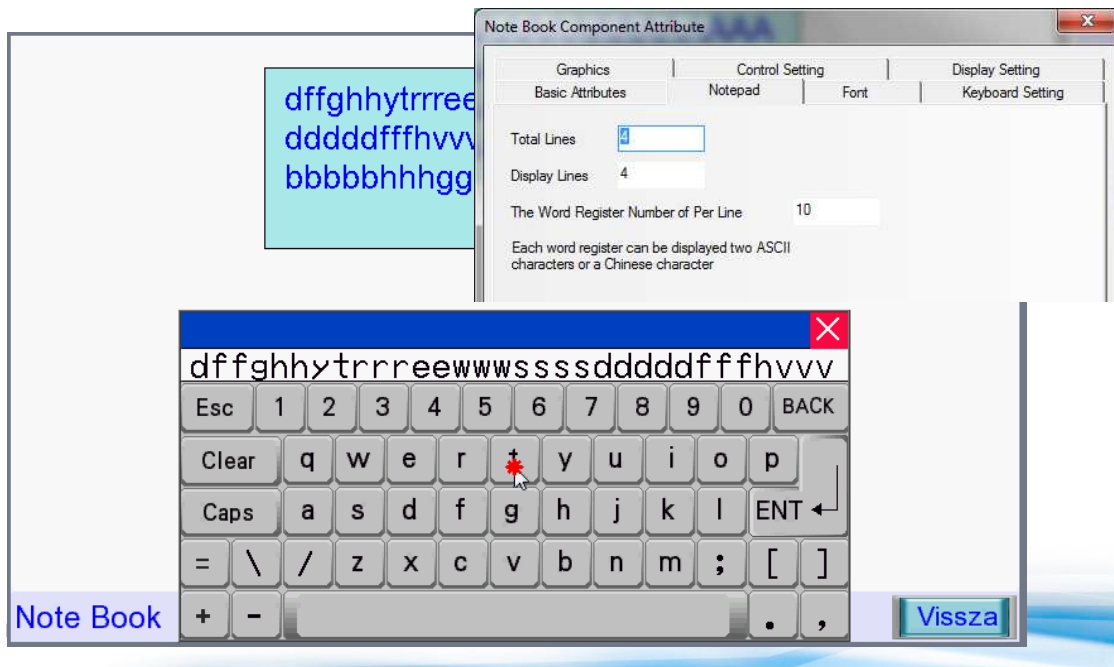 Note Book Component Attribute
Graphics Control Setting Display Setting
Basic Attributes Notepad Font Keyboard Setting
Total Lines 4
Display Lines 4
The Word Register Number of Per Line 10
Each word register can be displayed two ASCII
characters or a Chinese character
dffghhytrrree
dddddfffhvvv
bbbbbhhhgg
dffghhytrrreewwwssssdddddfffhvvv
Esc 1 2 3 4 5 6 7 8 9 0 BACK
Clear q w e r t y u i o p
Caps a s d f g h j k l ENT
= \ / z x c v b n m ; [ ]
+ - . ,
Note Book
Vissza